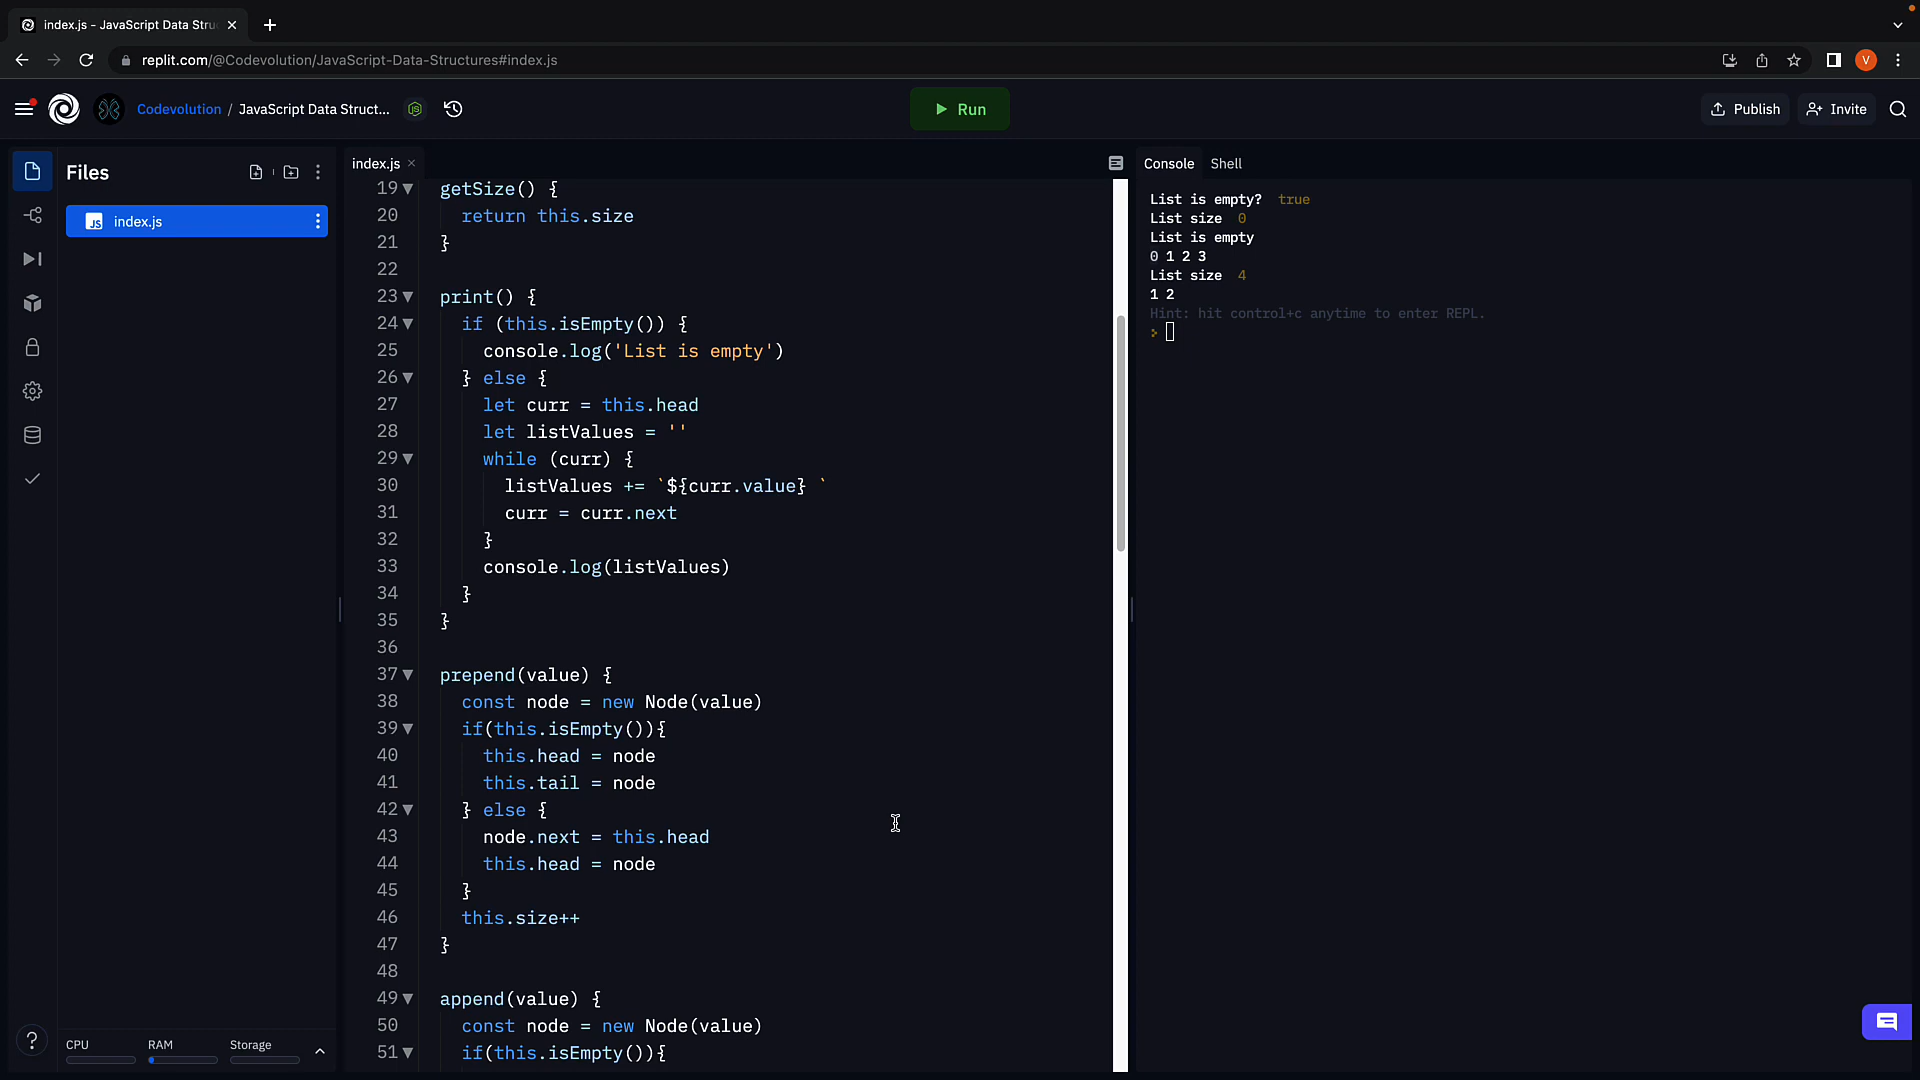 index.js - JavaScript Data Stru
replit.com/@Codevolution/JavaScript-Data-Structures#index.js
V
Codevolution / JavaScript Data Struct...
Run
Publish
Invite
Files
index.js
Console
Shell
JS index.js
19 getSize() {
20 return this.size
21 }
22
23 print() {
24 if (this.isEmpty()) {
25 console.log('List is empty')
26 } else {
27 let curr = this.head
28 let listValues = ''
29 while (curr) {
30 listValues += `${curr.value} `
31 curr = curr.next
32 }
33 console.log(listValues)
34 }
35 }
36
37 prepend(value) {
38 const node = new Node(value)
39 if(this.isEmpty()){
40 this.head = node
41 this.tail = node
42 } else {
43 node.next = this.head
44 this.head = node
45 }
46 this.size++
47 }
48
49 append(value) {
50 const node = new Node(value)
51 if(this.isEmpty()){
List is empty? true
List size 0
List is empty
0 1 2 3
List size 4
1 2
Hint: hit control+c anytime to enter REPL.
?
CPU
RAM
Storage